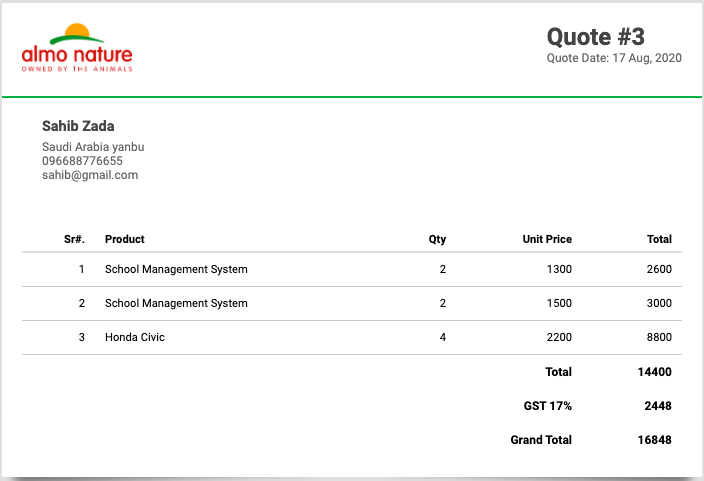 almo nature
OWNED BY THE ANIMALS
Quote #3
Quote Date: 17 Aug, 2020
Sahib Zada
Saudi Arabia yanbu
096688776655
sahib@gmail.com
Sr#. Product Qty Unit Price Total
1 School Management System 2 1300 2600
2 School Management System 2 1500 3000
3 Honda Civic 4 2200 8800
Total 14400
GST 17% 2448
Grand Total 16848